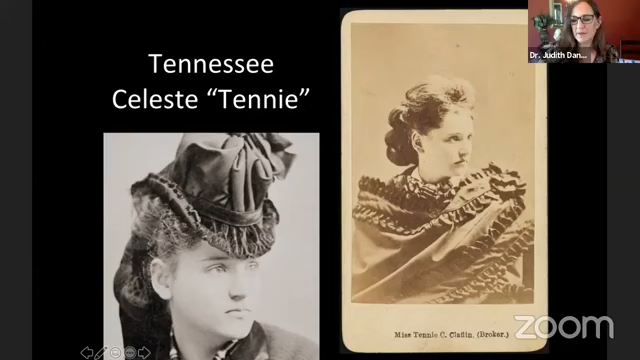 Tennessee
Celeste “Tennie”
Dr. Judith Dan...
Miss Tennie C. Claflin, (Broker.)
zoom